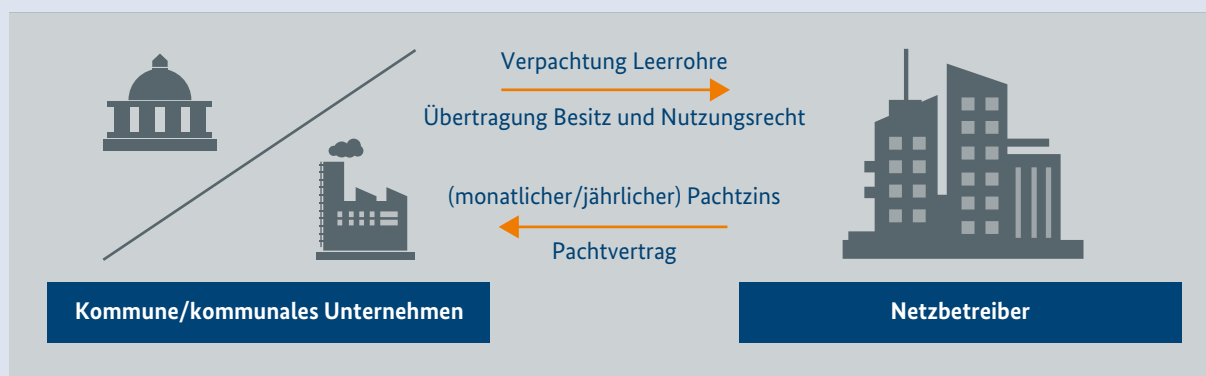 Verpachtung Leerrohre
Übertragung Besitz und Nutzungsrecht
(monatlicher/jährlicher) Pachtzins
Pachtvertrag
Kommune/kommunales Unternehmen
Netzbetreiber